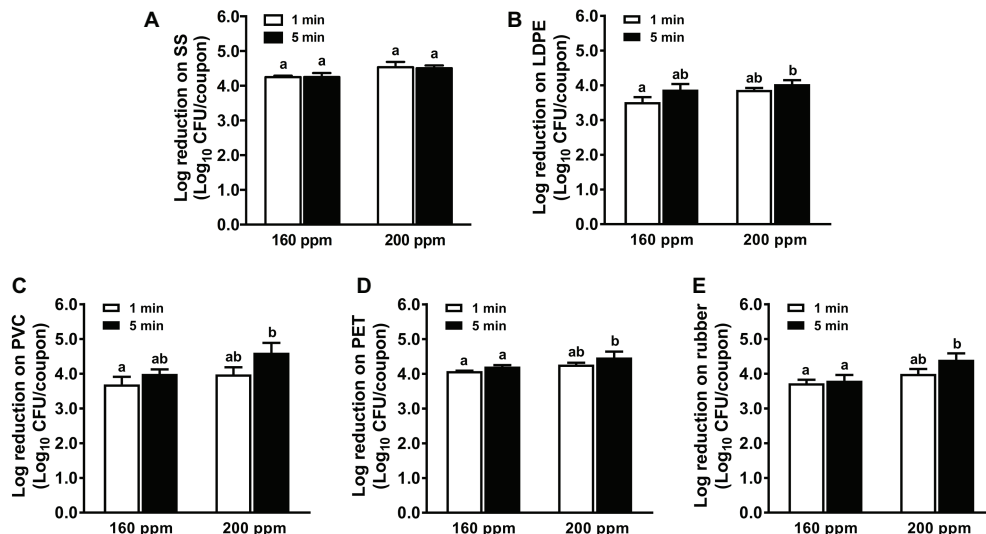 A
Log reduction on SS
(Log10 CFU/coupon)
6.0
5.0
4.0
3.0
2.0
1.0
0.0
1 min
5 min
a a a a
160 ppm 200 ppm
B
Log reduction on LDPE
(Log10 CFU/coupon)
6.0
5.0
4.0
3.0
2.0
1.0
0.0
1 min
5 min
a ab ab b
160 ppm 200 ppm
C
Log reduction on PVC
(Log10 CFU/coupon)
6.0
5.0
4.0
3.0
2.0
1.0
0.0
1 min
5 min
a ab ab b
160 ppm 200 ppm
D
Log reduction on PET
(Log10 CFU/coupon)
6.0
5.0
4.0
3.0
2.0
1.0
0.0
1 min
5 min
a a ab b
160 ppm 200 ppm
E
Log reduction on rubber
(Log10 CFU/coupon)
6.0
5.0
4.0
3.0
2.0
1.0
0.0
1 min
5 min
a a ab b
160 ppm 200 ppm